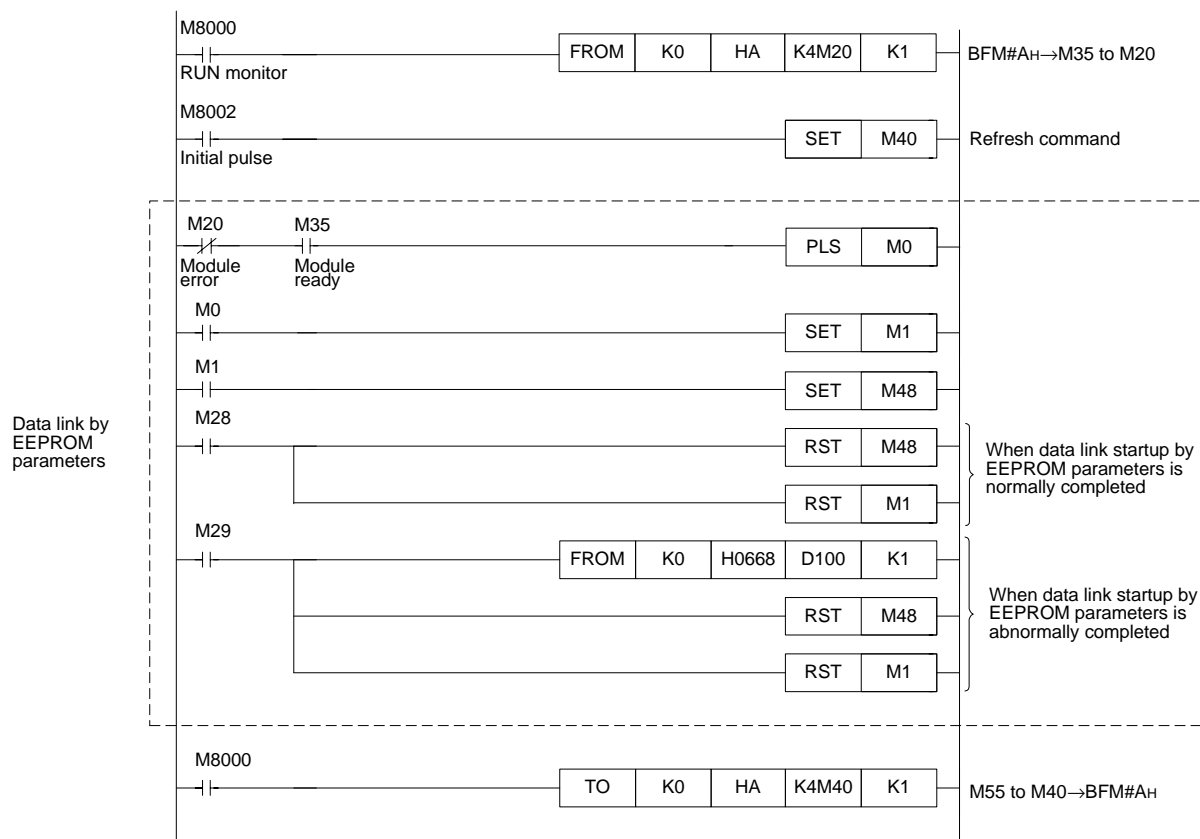 M8000
RUN monitor
FROM K0 HA K4M20 K1
BFM#AH→M35 to M20
M8002
Initial pulse
SET M40
Refresh command
M20
Module
error
M35
Module
ready
PLS M0
M0
SET M1
M1
SET M48
Data link by
EEPROM
parameters
M28
RST M48
RST M1
When data link startup by
EEPROM parameters is
normally completed
M29
FROM K0 H0668 D100 K1
RST M48
RST M1
When data link startup by
EEPROM parameters is
abnormally completed
M8000
TO K0 HA K4M40 K1
M55 to M40→BFM#AH